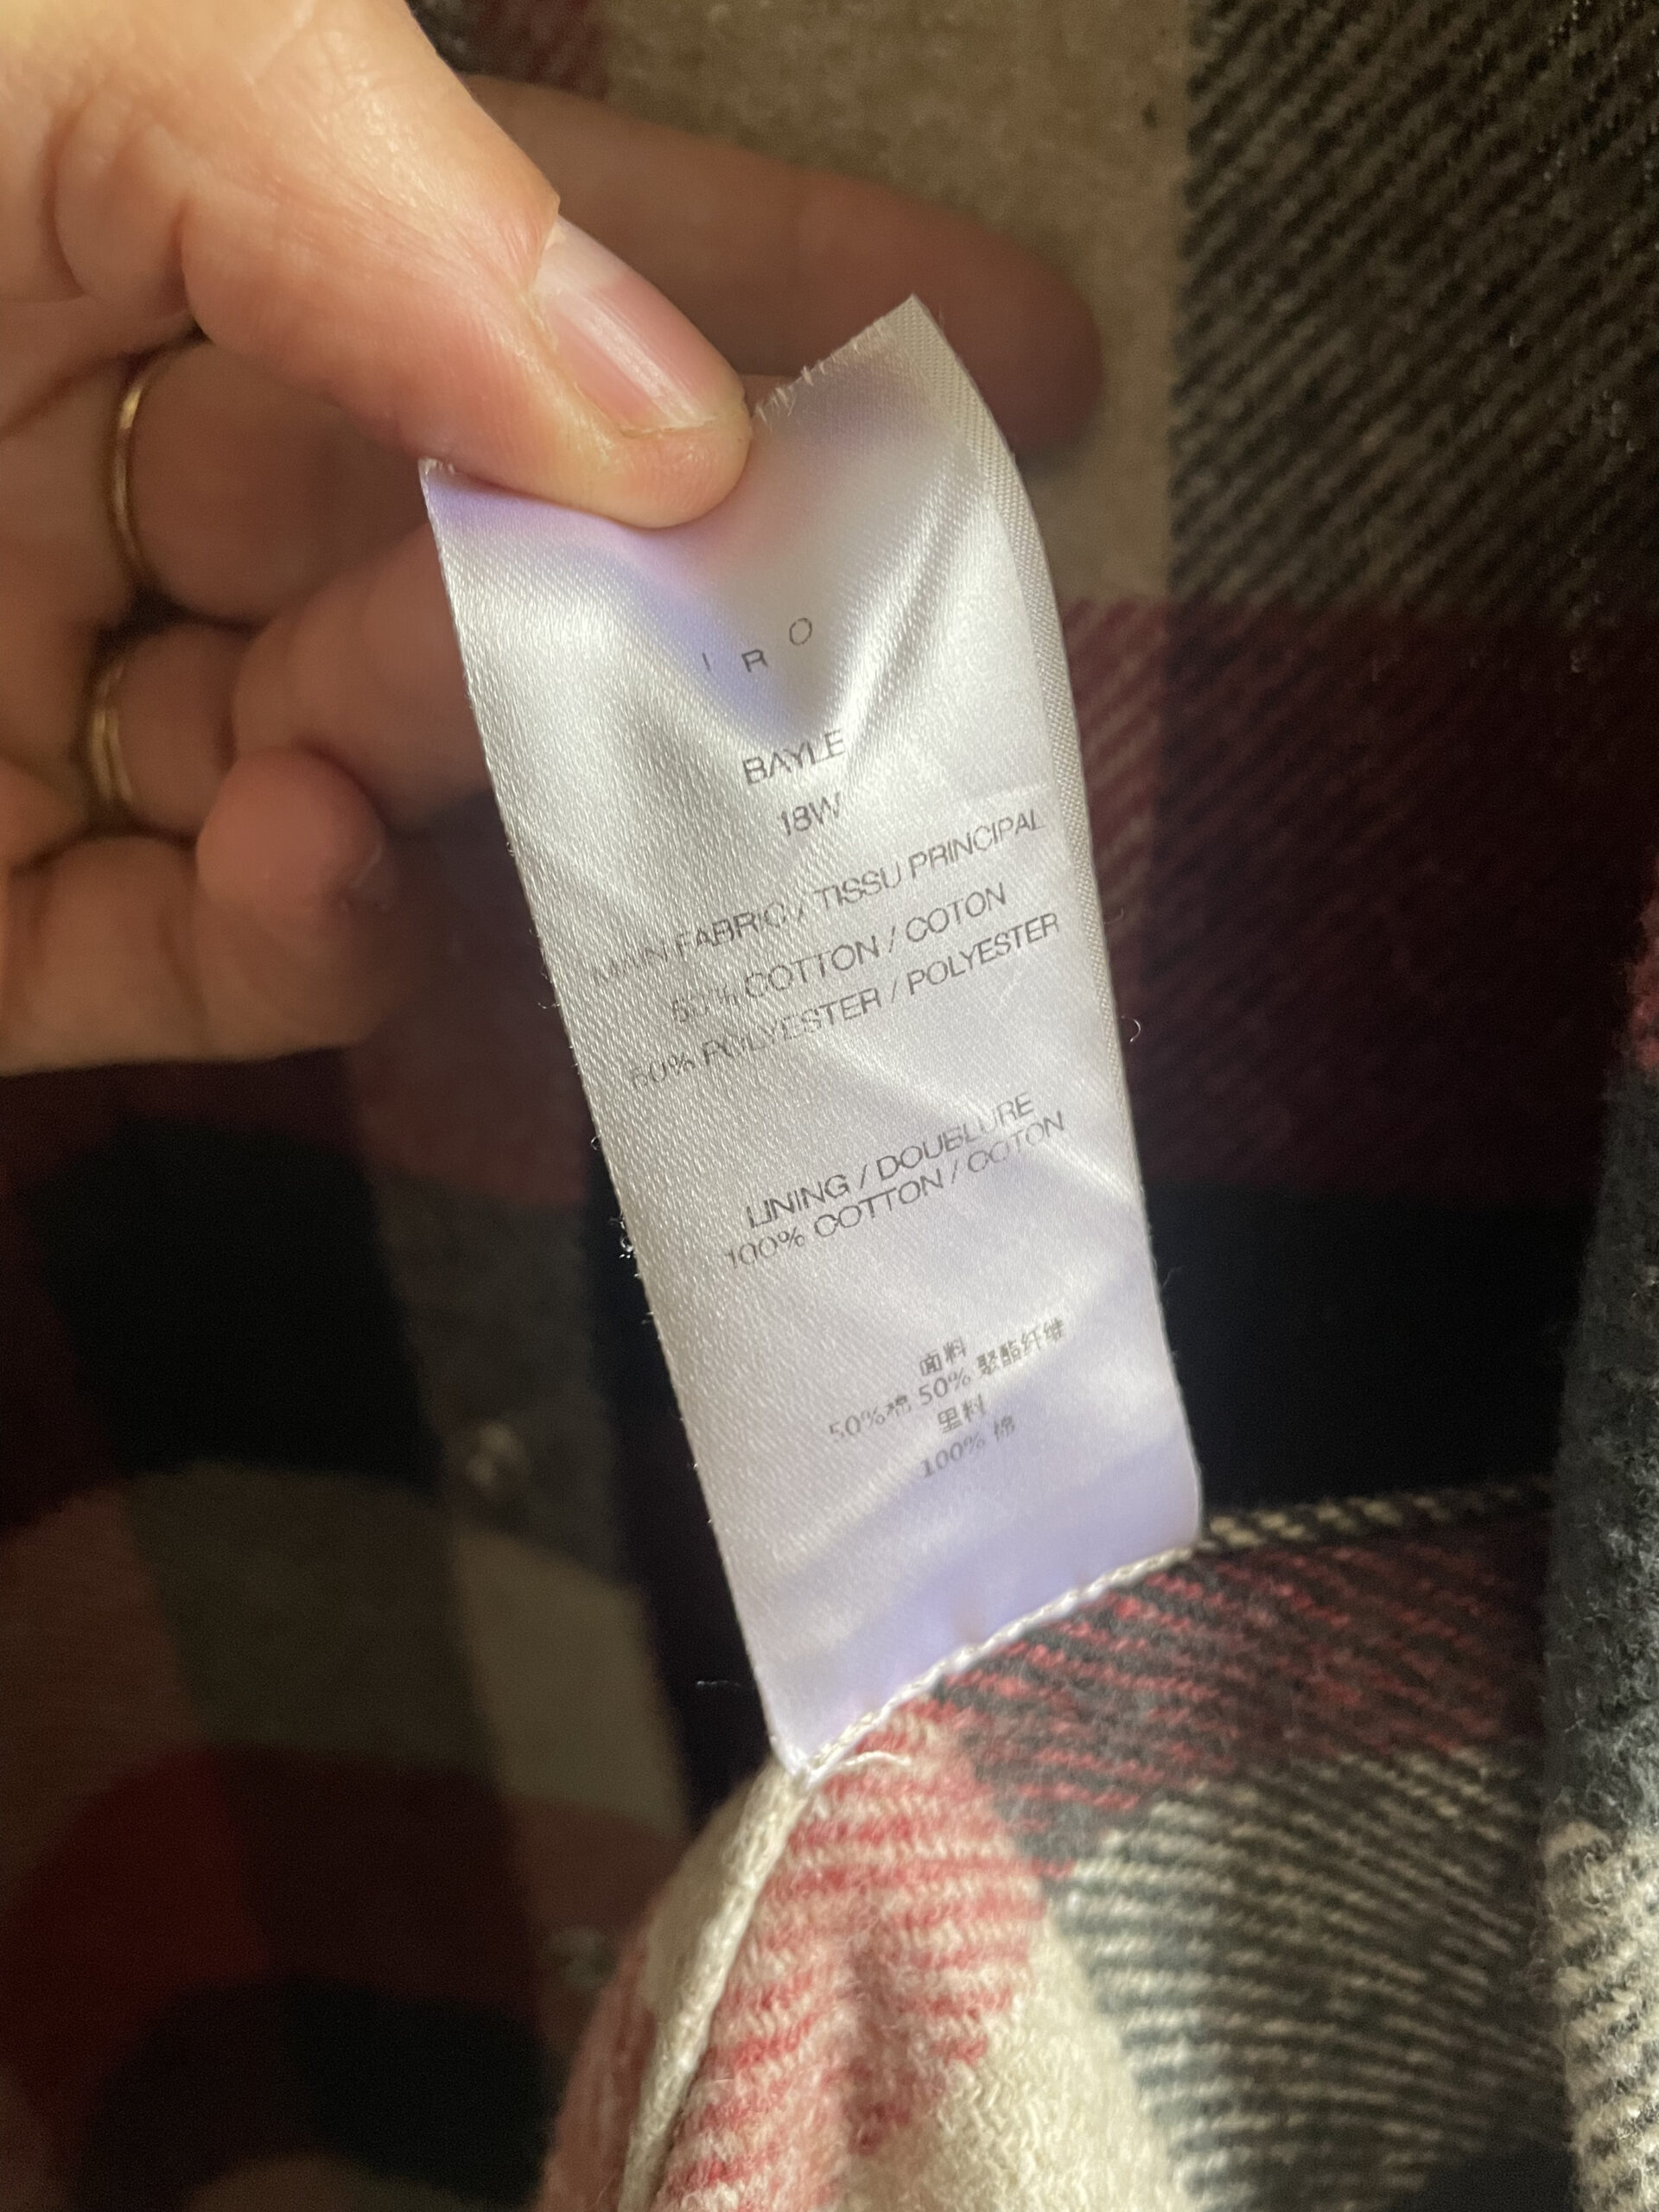 IRO
BAYLE
18W
MAIN FABRIC / TISSU PRINCIPAL
50% COTTON / COTON
50% POLYESTER / POLYESTER
LINING / DOUBLURE
100% COTTON / COTON
面料
50%棉 50% 聚酯纤维
里料
100% 棉